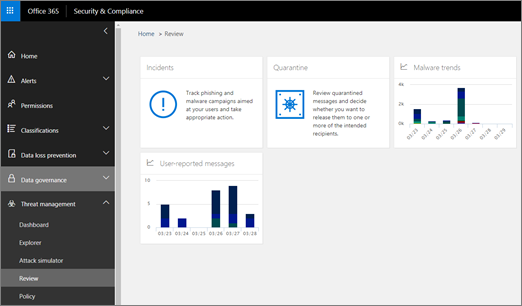 Office 365
Security & Compliance
Home
Alerts
Permissions
Classifications
Data loss prevention
Data governance
Threat management
Dashboard
Explorer
Attack simulator
Review
Policy
Home > Review
Incidents
Track phishing and
malware campaigns aimed
at your users and take
appropriate action.
Quarantine
Review quarantined
messages and decide
whether you want to
release them to one or
more of the intended
recipients.
Malware trends
4k
2k
0k
03/23 03/24 03/25 03/26 03/27 03/28 03/29
User-reported messages
10
5
0
03/23 03/24 03/25 03/26 03/27 03/28